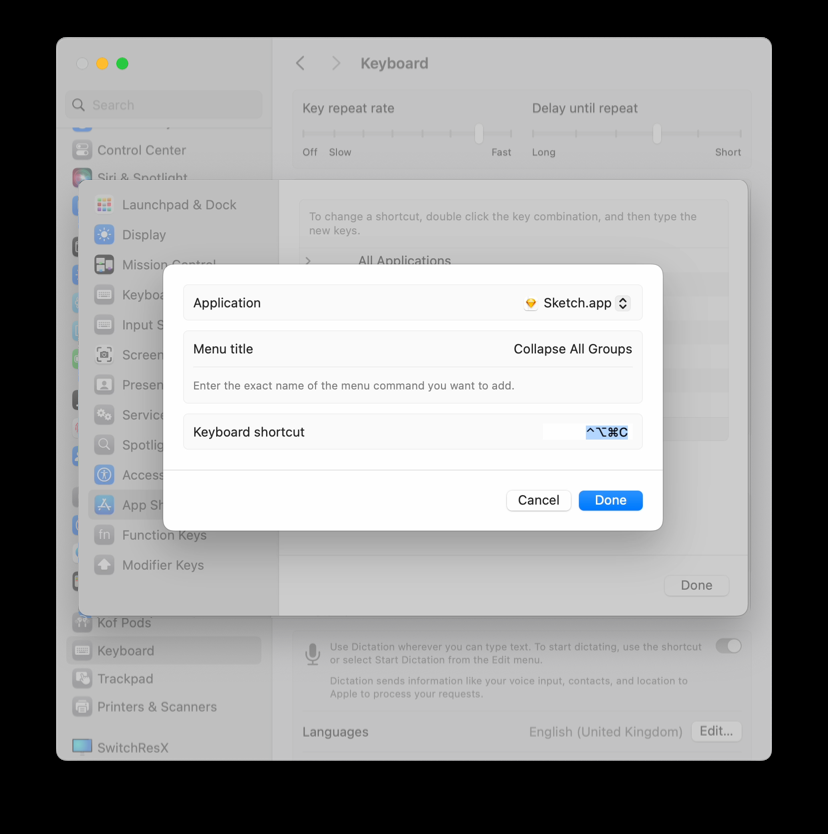 Keyboard
Search
Key repeat rate
Delay until repeat
Off Slow Fast
Long Short
Control Center
Siri & Spotlight
Launchpad & Dock
Display
Mission Control
To change a shortcut, double click the key combination, and then type the
new keys.
All Applications
Keyboa
Input S
Screen
Presen
Service
Spotlig
Access
App Sh
Function Keys
Modifier Keys
Application
Sketch.app
Menu title
Collapse All Groups
Enter the exact name of the menu command you want to add.
Keyboard shortcut
^⌥⌘C
Cancel
Done
Done
Kof Pods
Keyboard
Trackpad
Printers & Scanners
SwitchResX
Use Dictation wherever you can type text. To start dictating, use the shortcut
or select Start Dictation from the Edit menu.
Dictation sends information like your voice input, contacts, and location to
Apple to process your requests.
Languages
English (United Kingdom)
Edit...